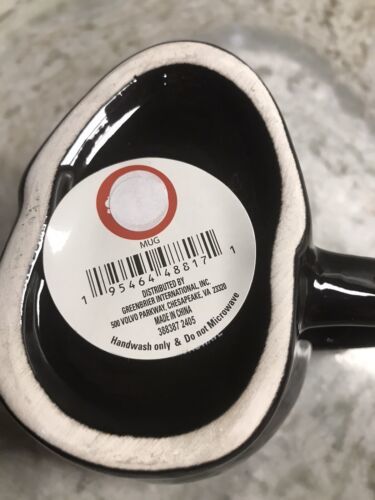 MUG
1 95464 48817 1
DISTRIBUTED BY
GREENBRIER INTERNATIONAL, INC.
500 VOLVO PARKWAY, CHESAPEAKE, VA 23320
MADE IN CHINA
388387 2405
Handwash only & Do not Microwave